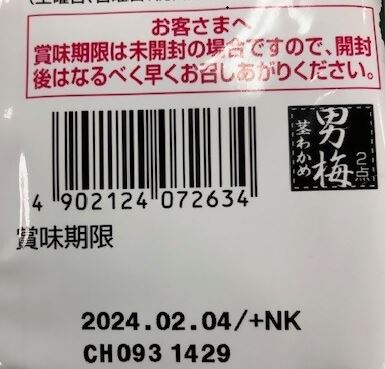 お客さまへ
賞味期限は未開封の場合ですので、開封
後はなるべく早くお召しあがりください。
男梅
茎わかめ
2点
4 902124 072634
賞味期限
2024.02.04/+NK
CH093 1429